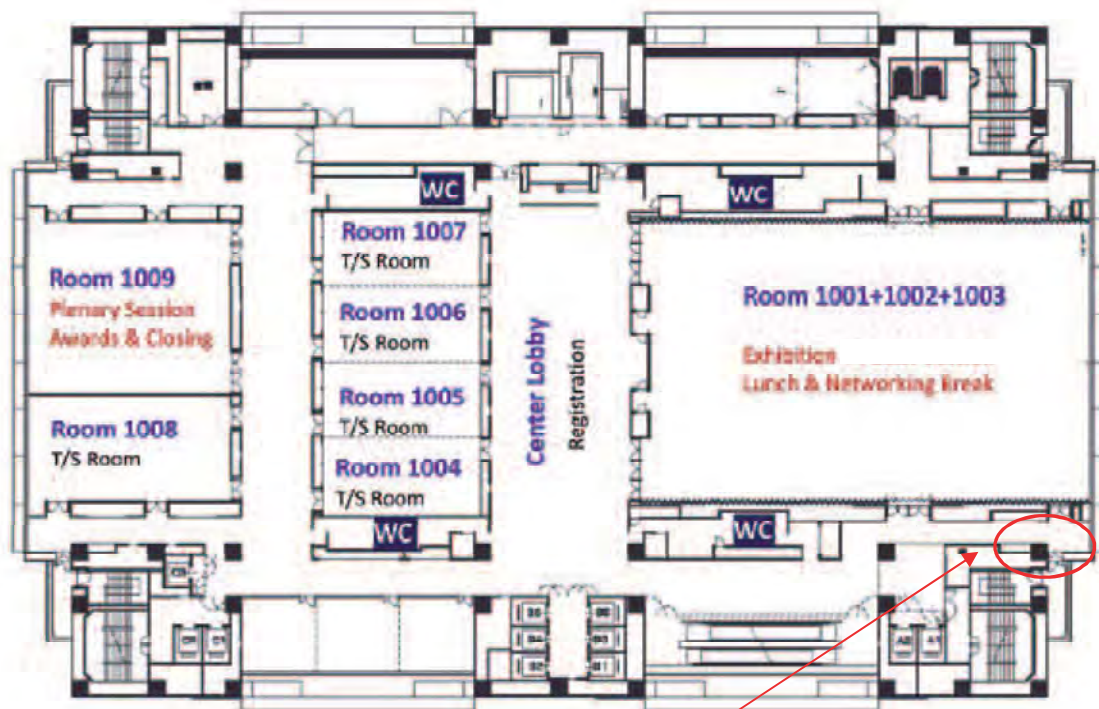 WC
WC
Room 1007
T/S Room
Room 1009
Plenary Session
Awards & Closing
Room 1006
T/S Room
Room 1001+1002+1003
Exhibition
Lunch & Networking Break
Center Lobby
Registration
Room 1005
T/S Room
Room 1008
T/S Room
Room 1004
T/S Room
WC
WC